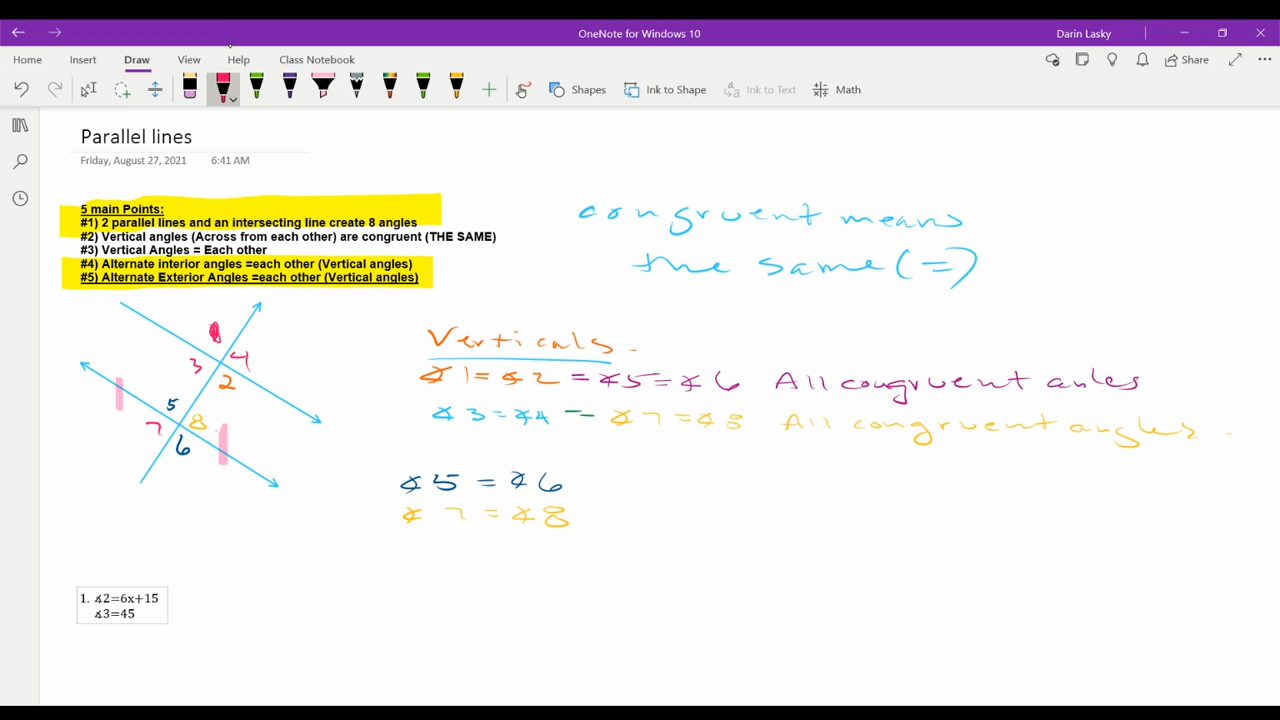 OneNote for Windows 10
Darin Lasky
Home Insert Draw View Help Class Notebook
Share
Shapes Ink to Shape Ink to Text Math
Parallel lines
Friday, August 27, 2021 6:41 AM
5 main Points:
#1) 2 parallel lines and an intersecting line create 8 angles
#2) Vertical angles (Across from each other) are congruent (THE SAME)
#3) Vertical Angles = Each other
#4) Alternate interior angles =each other (Vertical angles)
#5) Alternate Exterior Angles =each other (Vertical angles)
congruent means
the same (=)
3 4
2
5
7 8
6
Verticals.
∡1=∡2 = ∡5=∡6 All congruent anles
∡3=∡4 = ∡7=∡8 All congruent angles.
∡5 = ∡6
∡7 = ∡8
1. ∡2=6x+15
∡3=45